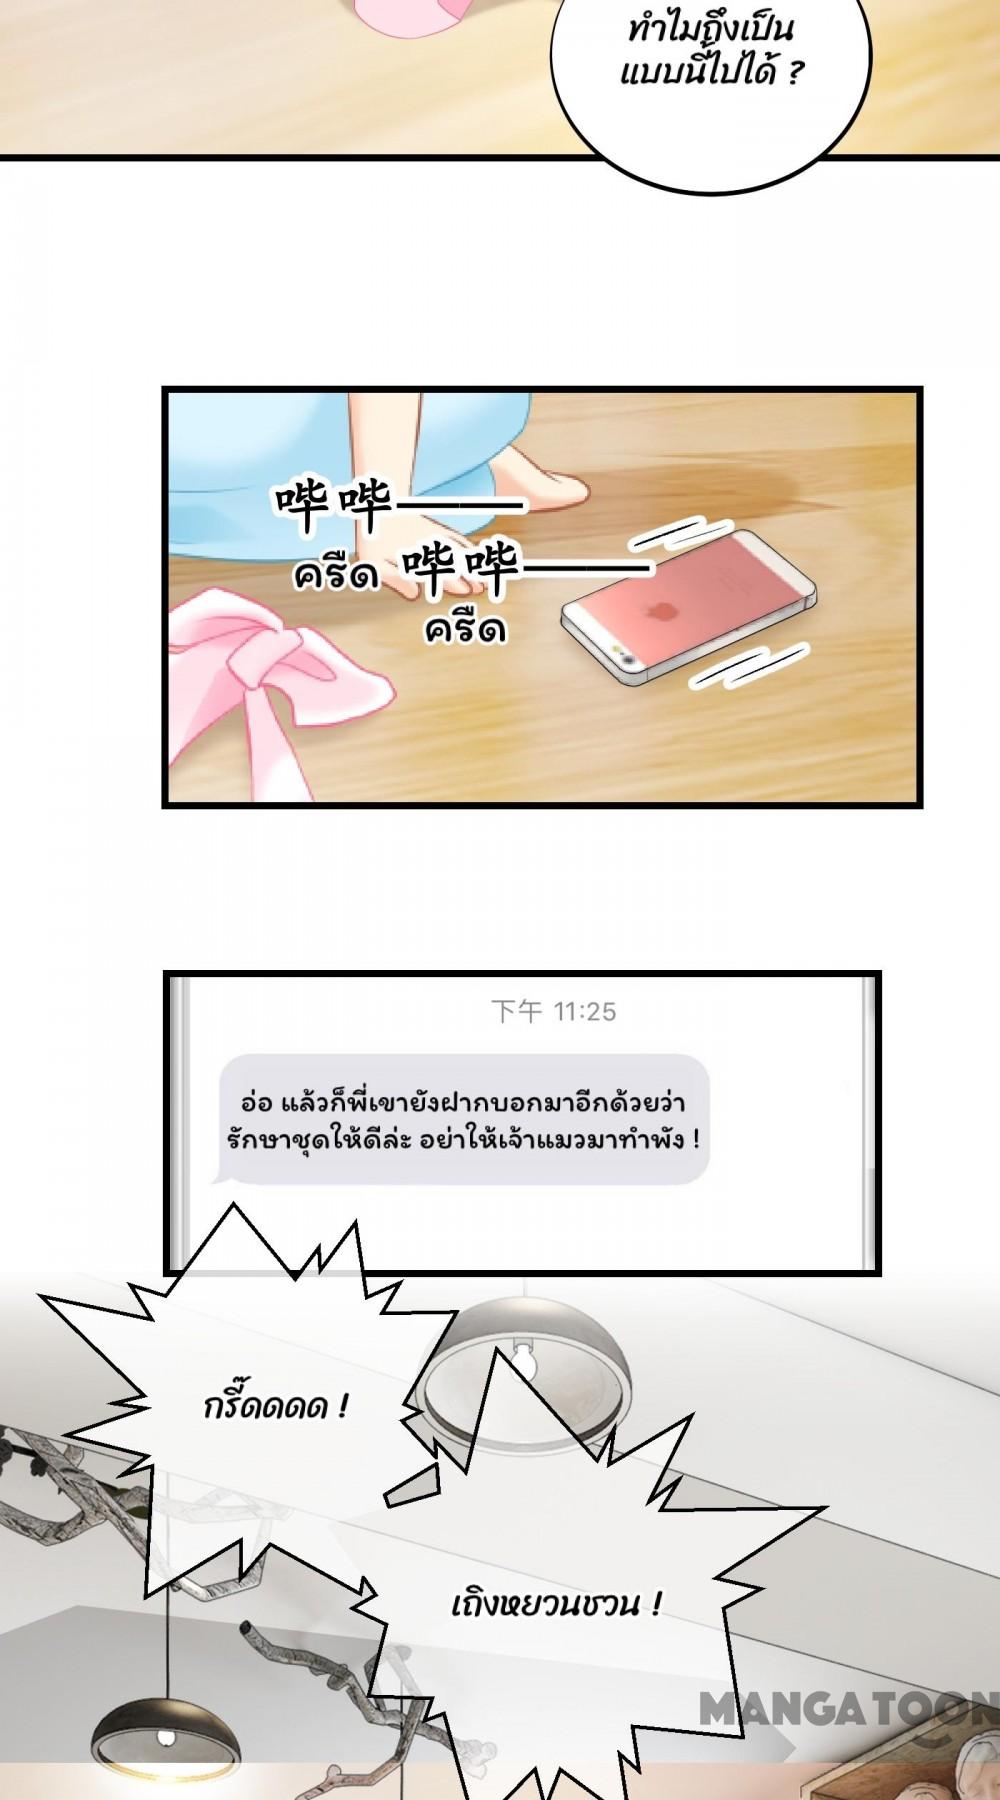 ทำไมถึงเป็น
แบบนี้ไปได้ ?
哔哔——
ครืด
哔哔——
ครืด
下午 11:25
อ่อ แล้วก็พี่เขายังฝากบอกมาอีกด้วยว่า
รักษาชุดให้ดีล่ะ อย่าให้เจ้าแมวมาทำพัง !
กรี๊ดดดด !
เถิงหยวนชวน !
MANGATOON